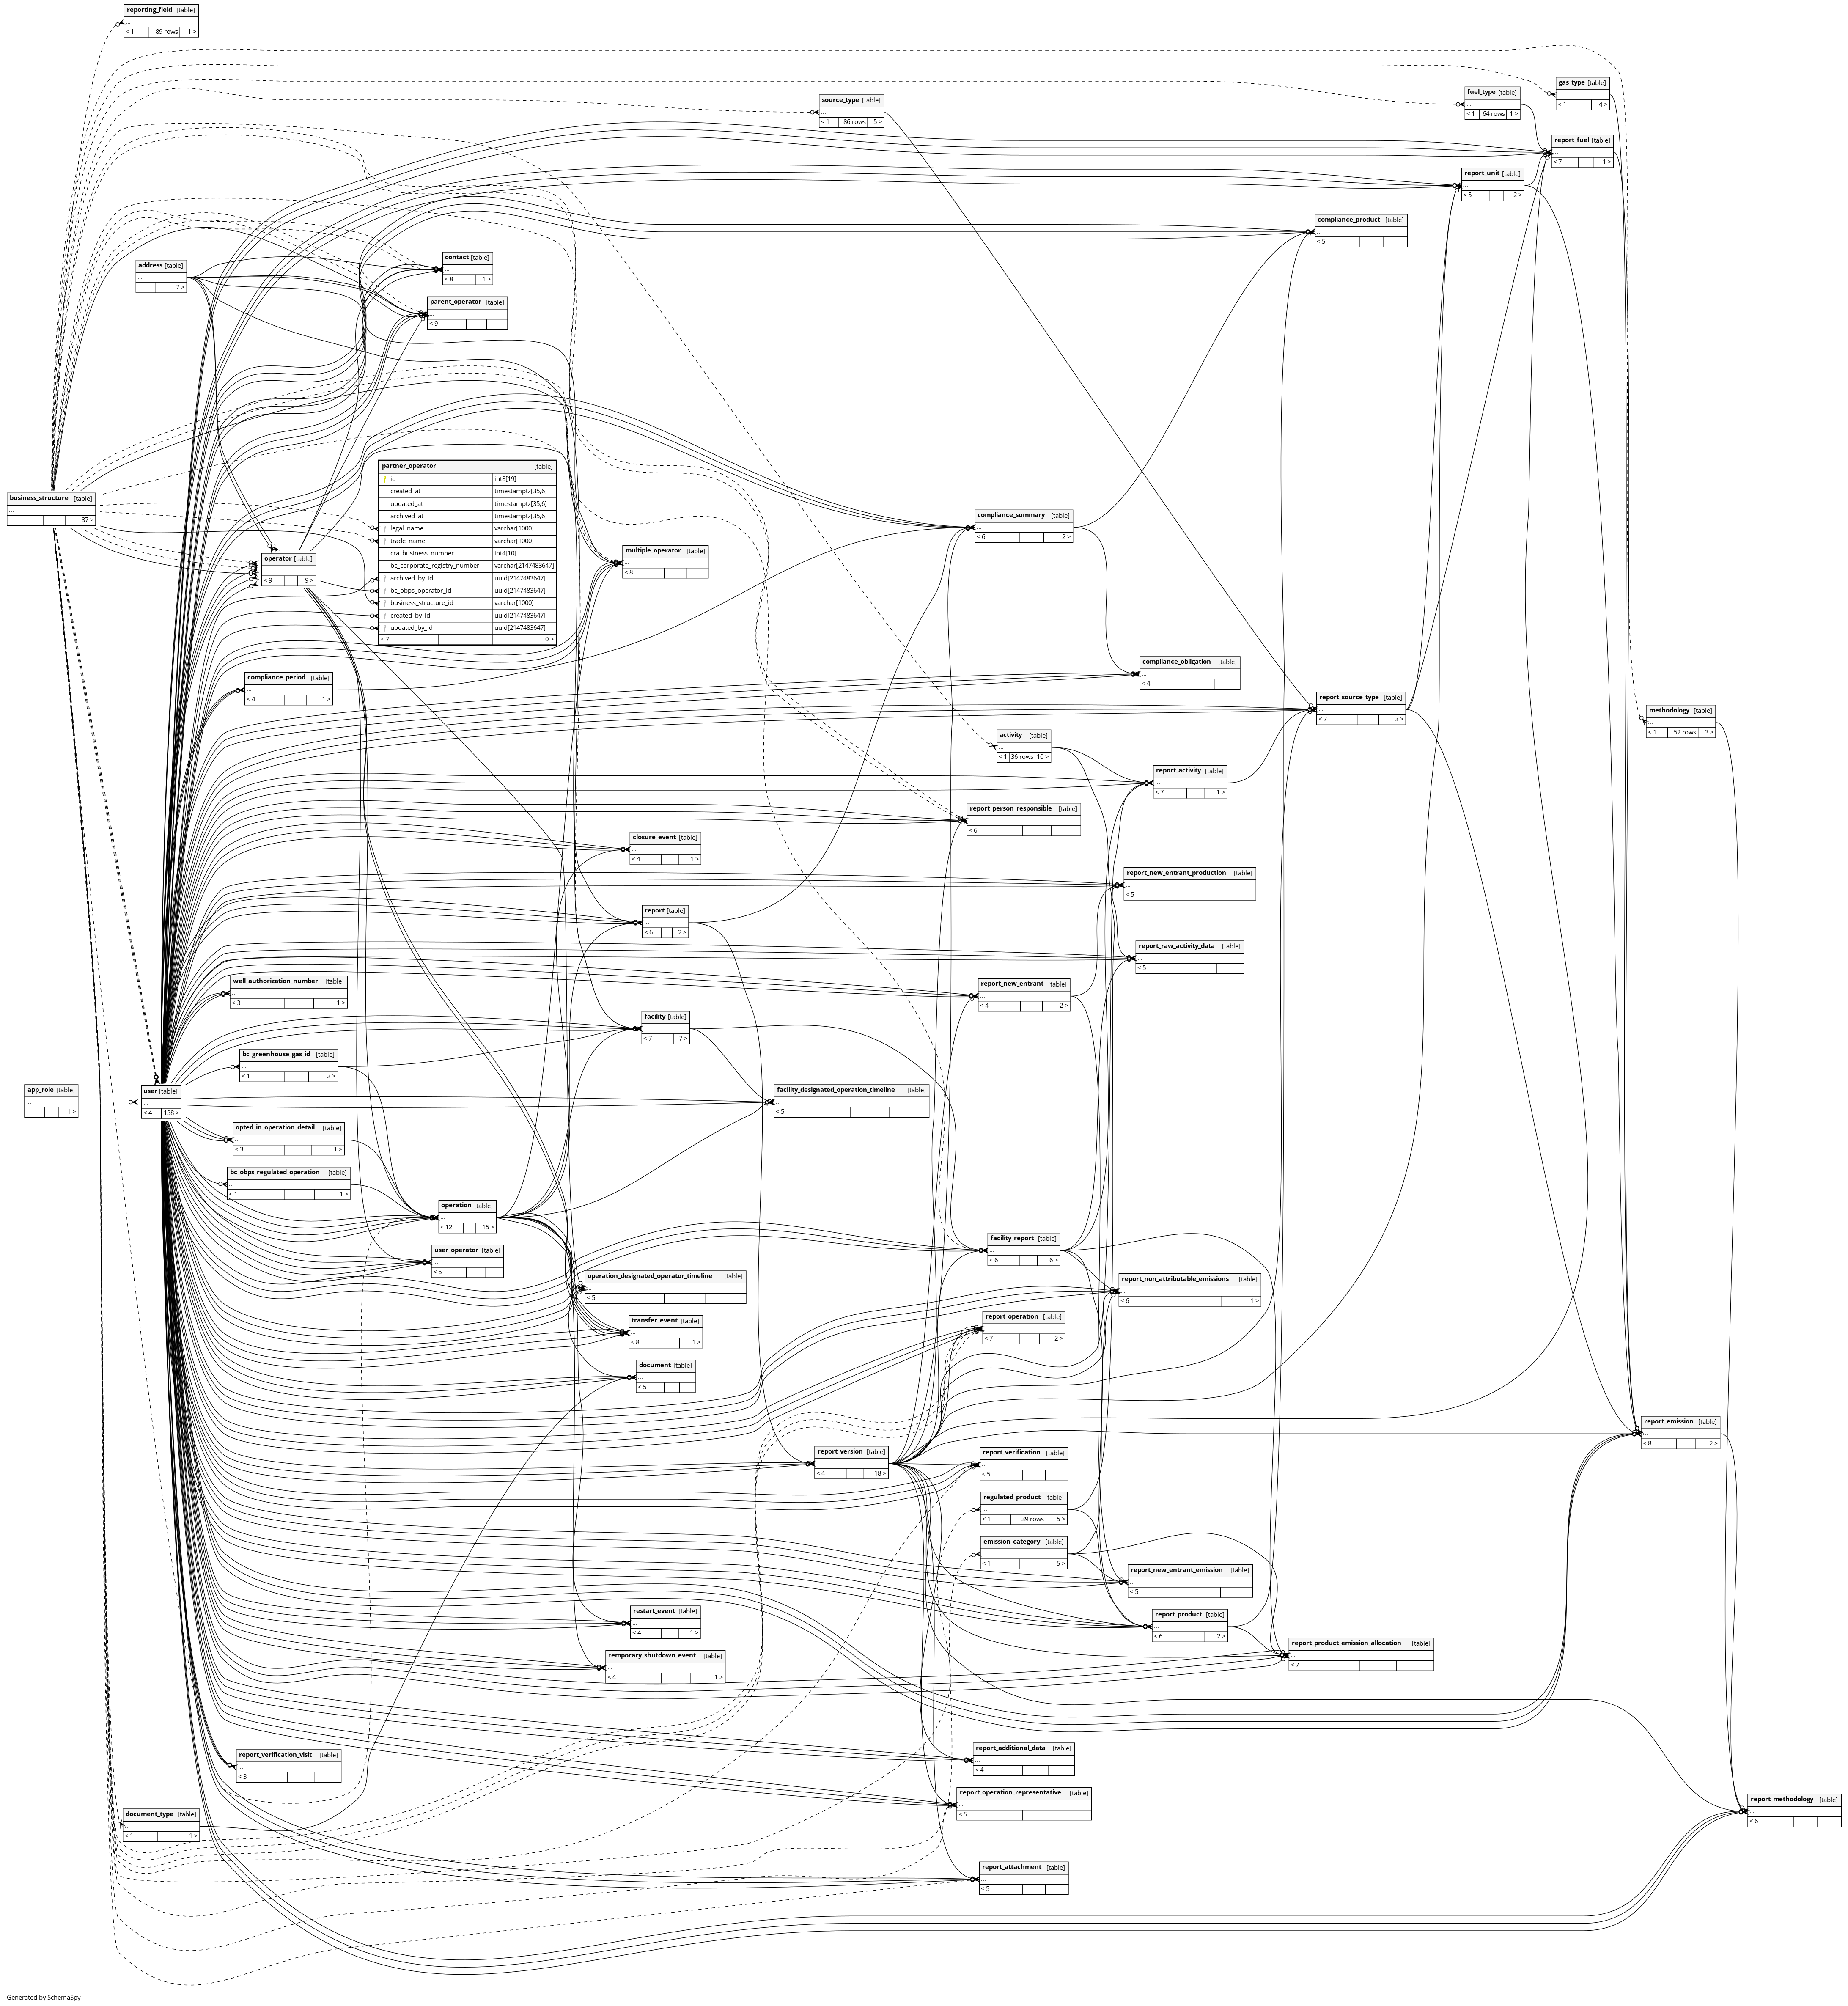 reporting_field [table]
...
< 1 89 rows 1 >
gas_type [table]
...
< 1 4 >
fuel_type [table]
...
< 1 64 rows 1 >
source_type [table]
...
< 1 86 rows 5 >
report_fuel [table]
...
< 7 1 >
report_unit [table]
...
< 5 2 >
compliance_product [table]
...
< 5
contact [table]
...
< 8 1 >
address [table]
...
7 >
parent_operator [table]
...
< 9
partner_operator [table]
id int8[19]
created_at timestamptz[35,6]
updated_at timestamptz[35,6]
archived_at timestamptz[35,6]
legal_name varchar[1000]
trade_name varchar[1000]
cra_business_number int4[10]
bc_corporate_registry_number varchar[2147483647]
archived_by_id uuid[2147483647]
bc_obps_operator_id uuid[2147483647]
business_structure_id varchar[1000]
created_by_id uuid[2147483647]
updated_by_id uuid[2147483647]
< 7 0 >
business_structure [table]
...
37 >
compliance_summary [table]
...
< 6 2 >
multiple_operator [table]
...
< 8
operator [table]
...
< 9 9 >
compliance_obligation [table]
...
< 4
compliance_period [table]
...
< 4 1 >
report_source_type [table]
...
< 7 3 >
methodology [table]
...
< 1 52 rows 3 >
activity [table]
...
< 1 36 rows 10 >
report_activity [table]
...
< 7 1 >
report_person_responsible [table]
...
< 6
closure_event [table]
...
< 4 1 >
report_new_entrant_production [table]
...
< 5
report [table]
...
< 6 2 >
report_raw_activity_data [table]
...
< 5
well_authorization_number [table]
...
< 3 1 >
report_new_entrant [table]
...
< 4 2 >
facility [table]
...
< 7 7 >
bc_greenhouse_gas_id [table]
...
< 1 2 >
app_role [table]
...
1 >
user [table]
...
< 4 138 >
facility_designated_operation_timeline [table]
...
< 5
opted_in_operation_detail [table]
...
< 3 1 >
bc_obps_regulated_operation [table]
...
< 1 1 >
operation [table]
...
< 12 15 >
facility_report [table]
...
< 6 6 >
user_operator [table]
...
< 6
operation_designated_operator_timeline [table]
...
< 5
report_non_attributable_emissions [table]
...
< 6 1 >
transfer_event [table]
...
< 8 1 >
report_operation [table]
...
< 7 2 >
document [table]
...
< 5
report_emission [table]
...
< 8 2 >
report_version [table]
...
< 4 18 >
report_verification [table]
...
< 5
regulated_product [table]
...
< 1 39 rows 5 >
emission_category [table]
...
< 1 5 >
report_new_entrant_emission [table]
...
< 5
restart_event [table]
...
< 4 1 >
report_product [table]
...
< 6 2 >
report_product_emission_allocation [table]
...
< 7
temporary_shutdown_event [table]
...
< 4 1 >
report_additional_data [table]
...
< 4
report_verification_visit [table]
...
< 3
report_operation_representative [table]
...
< 5
report_methodology [table]
...
< 6
document_type [table]
...
< 1 1 >
report_attachment [table]
...
< 5
Generated by SchemaSpy